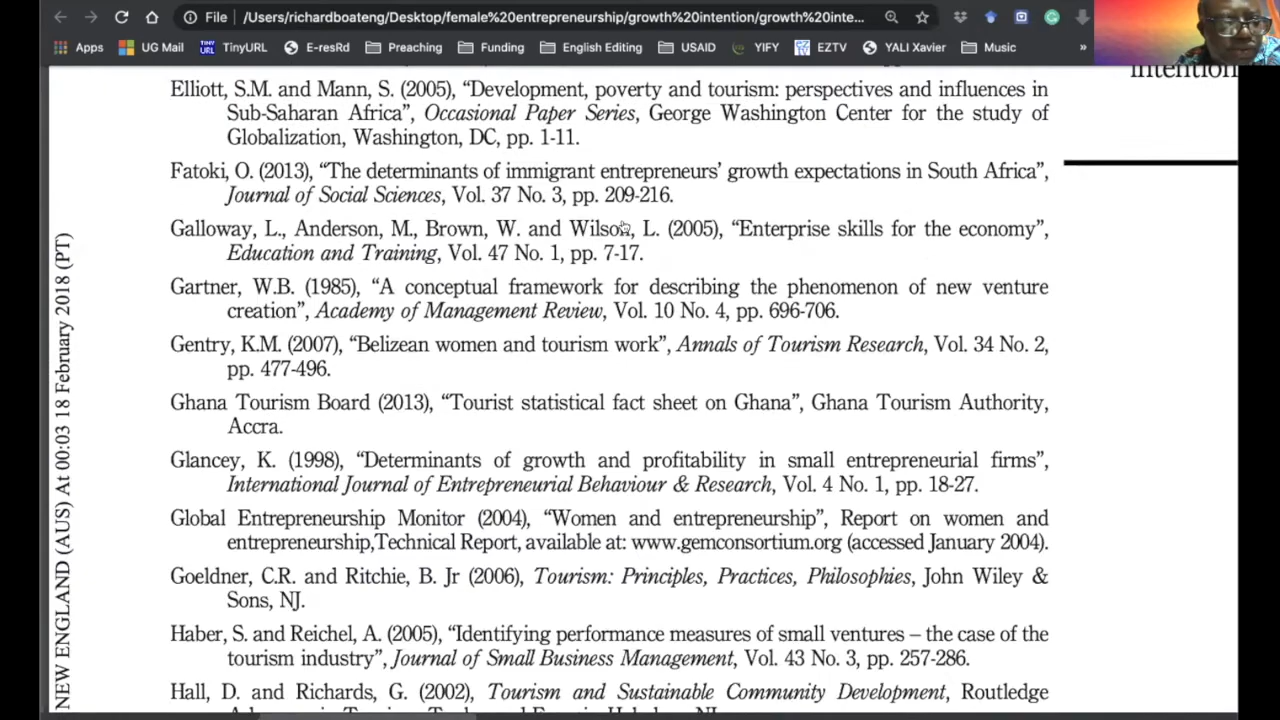 File /Users/richardboateng/Desktop/female%20entrepreneurship/growth%20intention/growth%20inte...
Apps UG Mail TINY URL TinyURL E-resRd Preaching Funding English Editing USAID YIFY EZTV YALI Xavier Music »
intention
Elliott, S.M. and Mann, S. (2005), “Development, poverty and tourism: perspectives and influences in
Sub-Saharan Africa”, Occasional Paper Series, George Washington Center for the study of
Globalization, Washington, DC, pp. 1-11.
Fatoki, O. (2013), “The determinants of immigrant entrepreneurs’ growth expectations in South Africa”,
Journal of Social Sciences, Vol. 37 No. 3, pp. 209-216.
Galloway, L., Anderson, M., Brown, W. and Wilson, L. (2005), “Enterprise skills for the economy”,
Education and Training, Vol. 47 No. 1, pp. 7-17.
Gartner, W.B. (1985), “A conceptual framework for describing the phenomenon of new venture
creation”, Academy of Management Review, Vol. 10 No. 4, pp. 696-706.
Gentry, K.M. (2007), “Belizean women and tourism work”, Annals of Tourism Research, Vol. 34 No. 2,
pp. 477-496.
Ghana Tourism Board (2013), “Tourist statistical fact sheet on Ghana”, Ghana Tourism Authority,
Accra.
Glancey, K. (1998), “Determinants of growth and profitability in small entrepreneurial firms”,
International Journal of Entrepreneurial Behaviour & Research, Vol. 4 No. 1, pp. 18-27.
Global Entrepreneurship Monitor (2004), “Women and entrepreneurship”, Report on women and
entrepreneurship,Technical Report, available at: www.gemconsortium.org (accessed January 2004).
Goeldner, C.R. and Ritchie, B. Jr (2006), Tourism: Principles, Practices, Philosophies, John Wiley &
Sons, NJ.
Haber, S. and Reichel, A. (2005), “Identifying performance measures of small ventures – the case of the
tourism industry”, Journal of Small Business Management, Vol. 43 No. 3, pp. 257-286.
Hall, D. and Richards, G. (2002), Tourism and Sustainable Community Development, Routledge
NEW ENGLAND (AUS) At 00:03 18 February 2018 (PT)